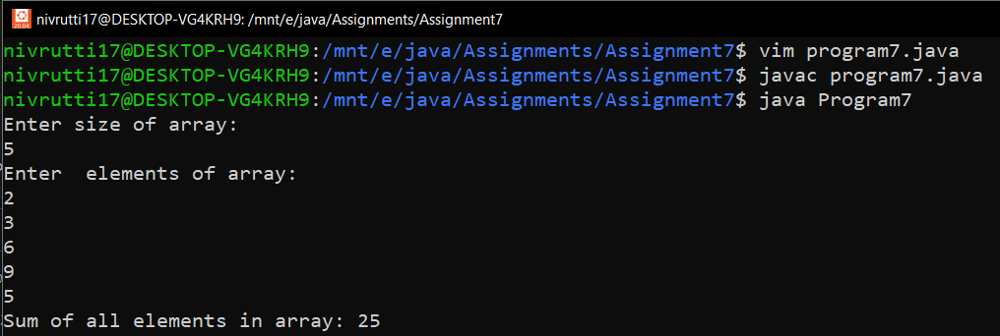 20.04
nivrutti17@DESKTOP-VG4KRH9: /mnt/e/java/Assignments/Assignment7
nivrutti17@DESKTOP-VG4KRH9:/mnt/e/java/Assignments/Assignment7$ vim program7.java
nivrutti17@DESKTOP-VG4KRH9:/mnt/e/java/Assignments/Assignment7$ javac program7.java
nivrutti17@DESKTOP-VG4KRH9:/mnt/e/java/Assignments/Assignment7$ java Program7
Enter size of array:
5
Enter  elements of array:
2
3
6
9
5
Sum of all elements in array: 25